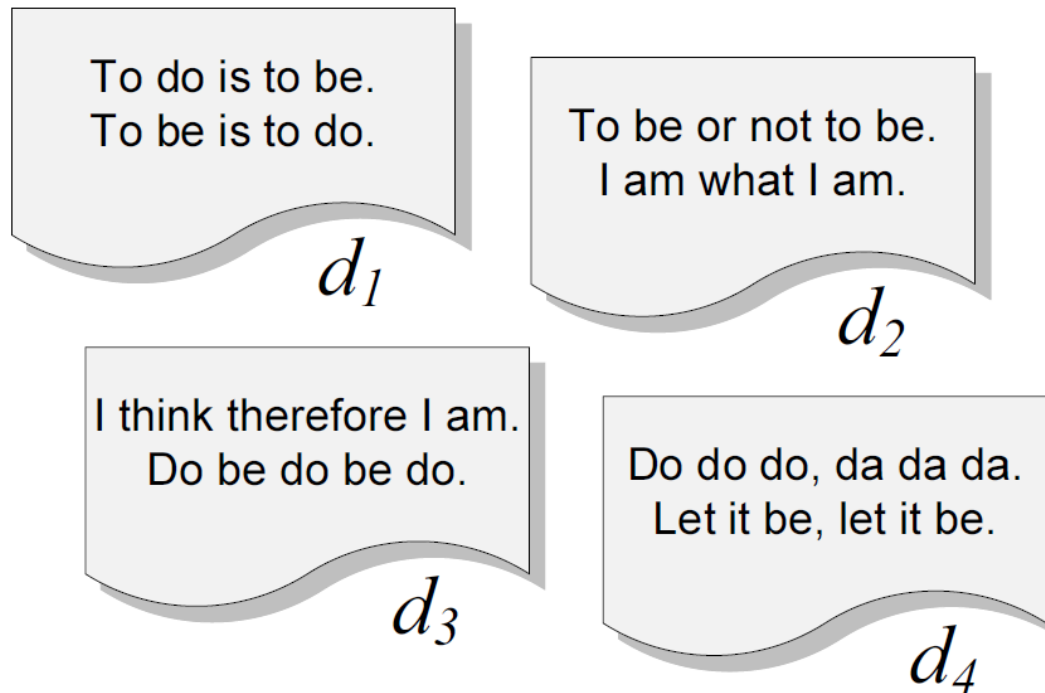 To do is to be.
To be is to do.
d1
To be or not to be.
I am what I am.
d2
I think therefore I am.
Do be do be do.
d3
Do do do, da da da.
Let it be, let it be.
d4